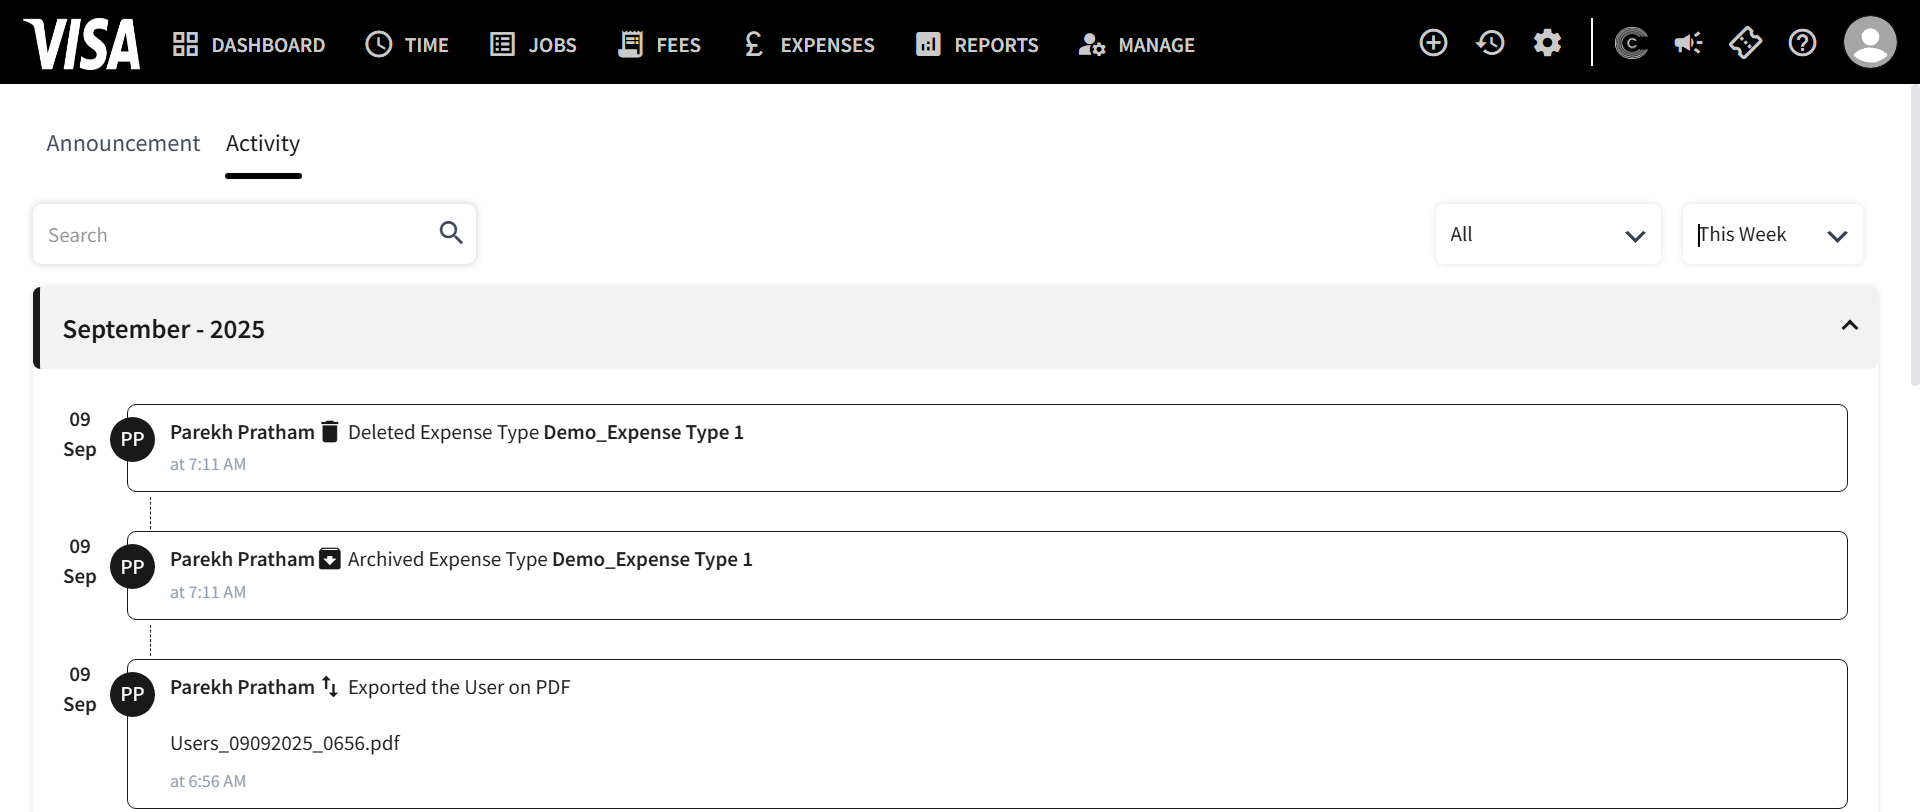 VISA DASHBOARD TIME JOBS FEES £ EXPENSES REPORTS MANAGE C ?
Announcement Activity
Search All This Week
September - 2025
09 Sep PP Parekh Pratham Deleted Expense Type Demo_Expense Type 1
at 7:11 AM
09 Sep PP Parekh Pratham Archived Expense Type Demo_Expense Type 1
at 7:11 AM
09 Sep PP Parekh Pratham Exported the User on PDF
Users_09092025_0656.pdf
at 6:56 AM